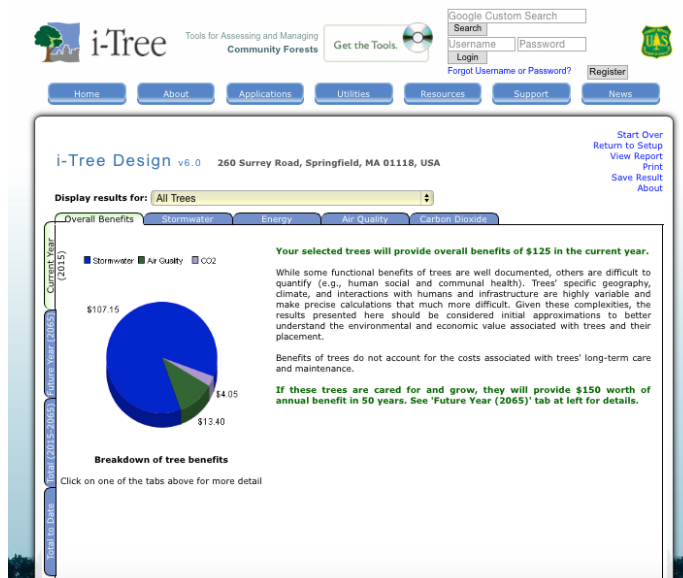 i-Tree
Tools for Assessing and Managing
Community Forests
Get the Tools.
Google Custom Search
Search
Username Password
Login
Forgot Username or Password? Register
UAS
Home About Applications Utilities Resources Support News
Start Over
Return to Setup
View Report
Print
Save Result
About
i-Tree Design v6.0 260 Surrey Road, Springfield, MA 01118, USA
Display results for: All Trees
Overall Benefits Stormwater Energy Air Quality Carbon Dioxide
Current Year
(2015)
Future Year (2065)
Total (2015-2065)
Total to Date
Stormwater Air Quality CO2
$107.15
$4.05
$13.40
Breakdown of tree benefits
Click on one of the tabs above for more detail
Your selected trees will provide overall benefits of $125 in the current year.
While some functional benefits of trees are well documented, others are difficult to
quantify (e.g., human social and communal health). Trees' specific geography,
climate, and interactions with humans and infrastructure are highly variable and
make precise calculations that much more difficult. Given these complexities, the
results presented here should be considered initial approximations to better
understand the environmental and economic value associated with trees and their
placement.
Benefits of trees do not account for the costs associated with trees' long-term care
and maintenance.
If these trees are cared for and grow, they will provide $150 worth of
annual benefit in 50 years. See 'Future Year (2065)' tab at left for details.